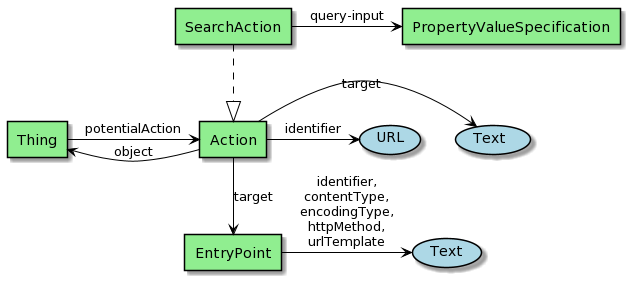 SearchAction
query-input
PropertyValueSpecification
target
Thing
potentialAction
object
Action
identifier
URL
Text
target
identifier,
contentType,
encodingType,
httpMethod,
urlTemplate
EntryPoint
Text